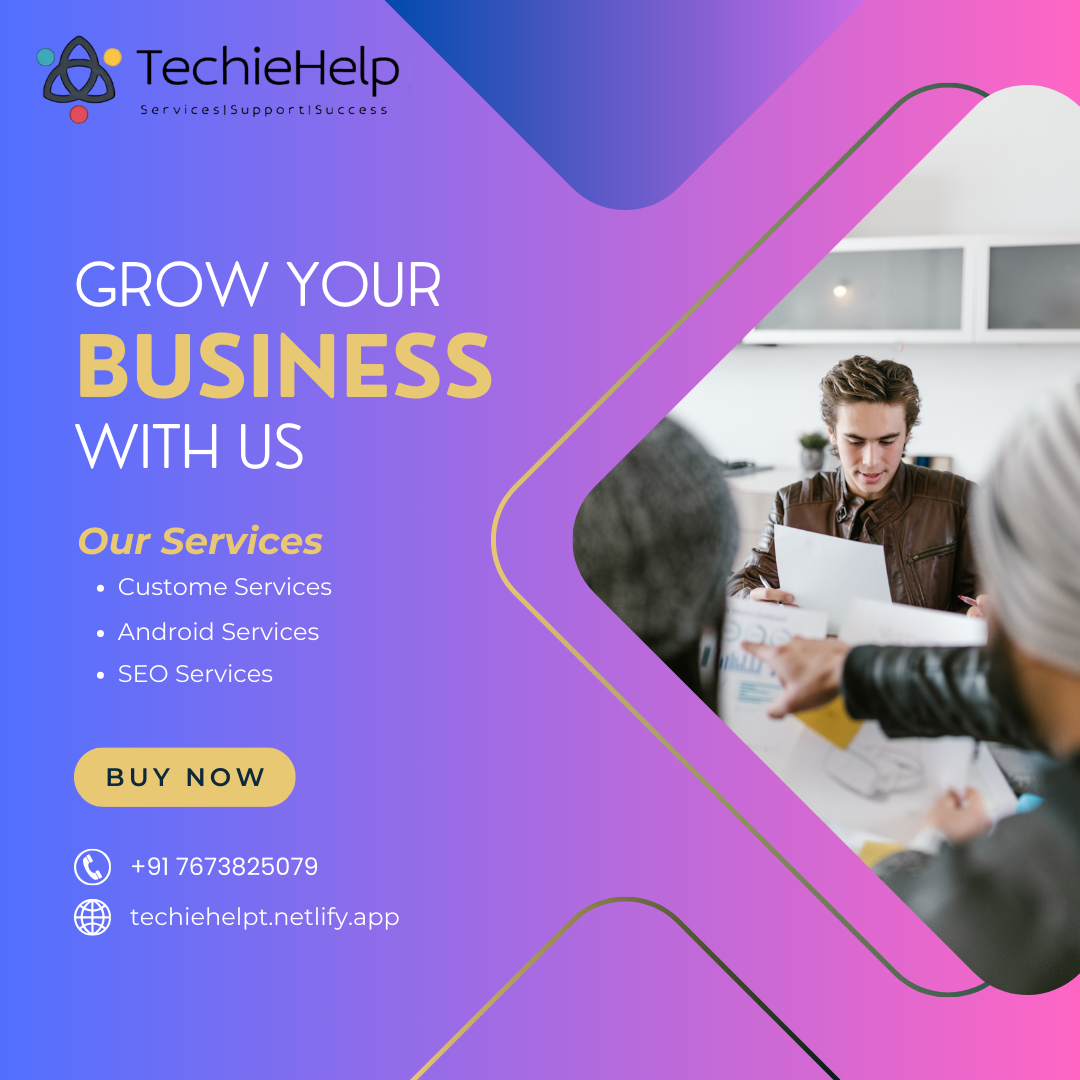 TechieHelp
Services|Support|Success
GROW YOUR
BUSINESS
WITH US
Our Services
• Custome Services
• Android Services
• SEO Services
BUY NOW
+91 7673825079
techiehelpt.netlify.app